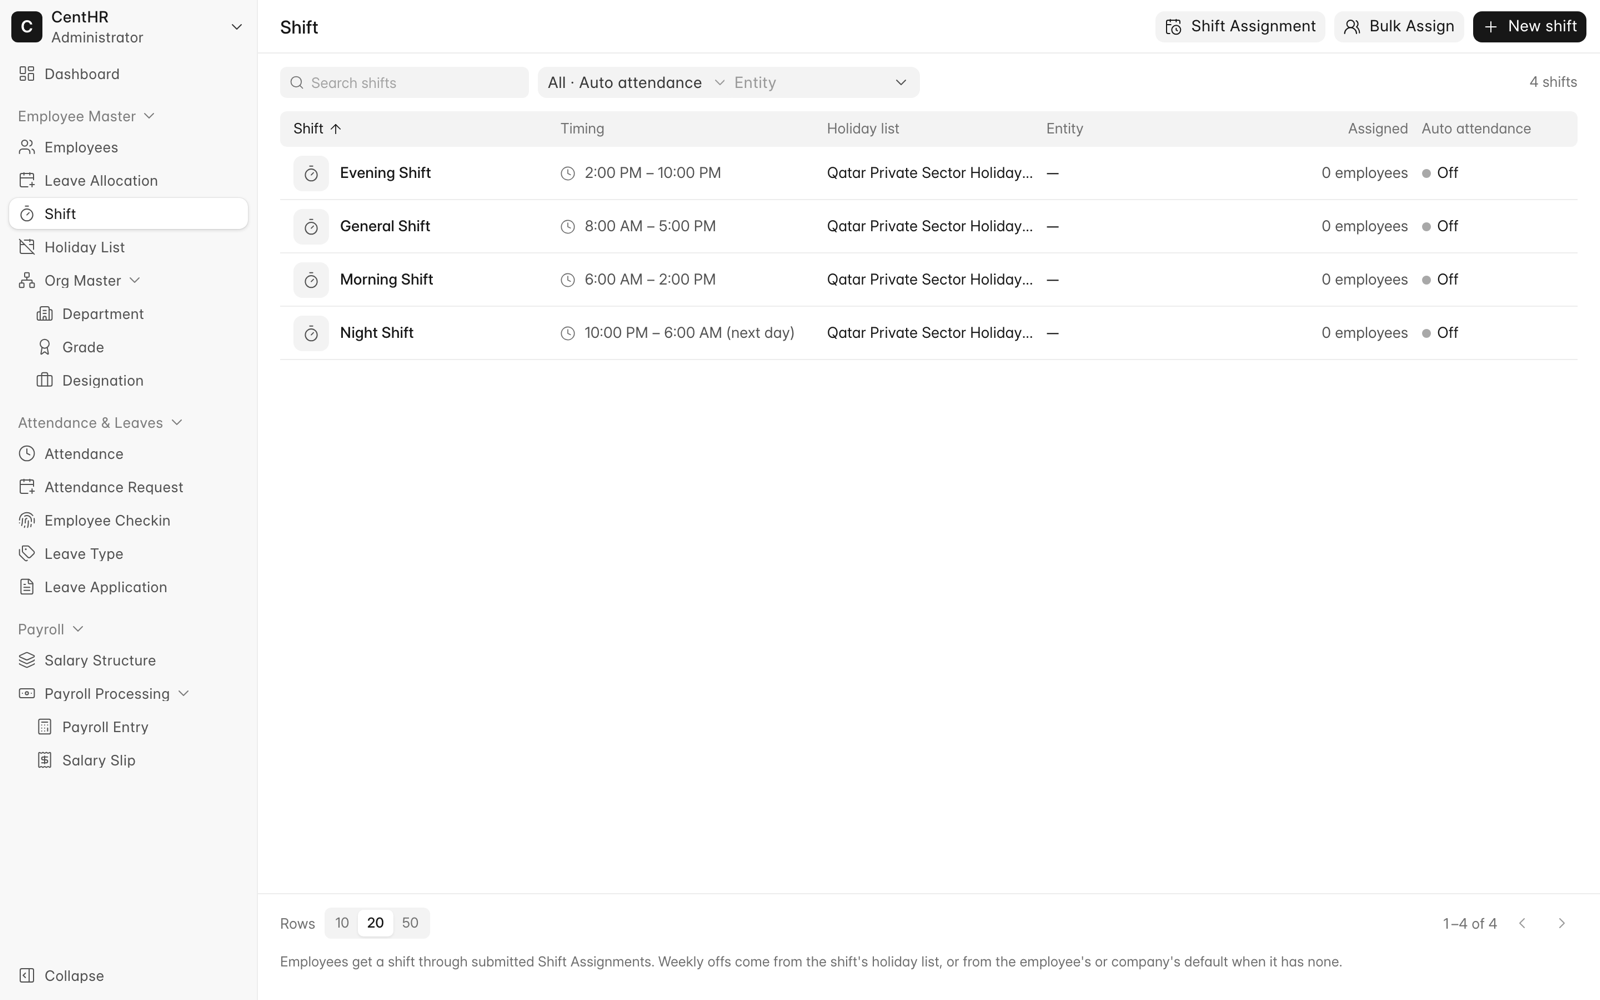 C
CentHR
Administrator
Dashboard
Employee Master
Employees
Leave Allocation
Shift
Holiday List
Org Master
Department
Grade
Designation
Attendance & Leaves
Attendance
Attendance Request
Employee Checkin
Leave Type
Leave Application
Payroll
Salary Structure
Payroll Processing
Payroll Entry
Salary Slip
Collapse
Shift
Shift Assignment Bulk Assign + New shift
Search shifts All · Auto attendance Entity 4 shifts
Shift ↑ Timing Holiday list Entity Assigned Auto attendance
Evening Shift 2:00 PM – 10:00 PM Qatar Private Sector Holiday... — 0 employees Off
General Shift 8:00 AM – 5:00 PM Qatar Private Sector Holiday... — 0 employees Off
Morning Shift 6:00 AM – 2:00 PM Qatar Private Sector Holiday... — 0 employees Off
Night Shift 10:00 PM – 6:00 AM (next day) Qatar Private Sector Holiday... — 0 employees Off
Rows 10 20 50 1–4 of 4
Employees get a shift through submitted Shift Assignments. Weekly offs come from the shift's holiday list, or from the employee's or company's default when it has none.